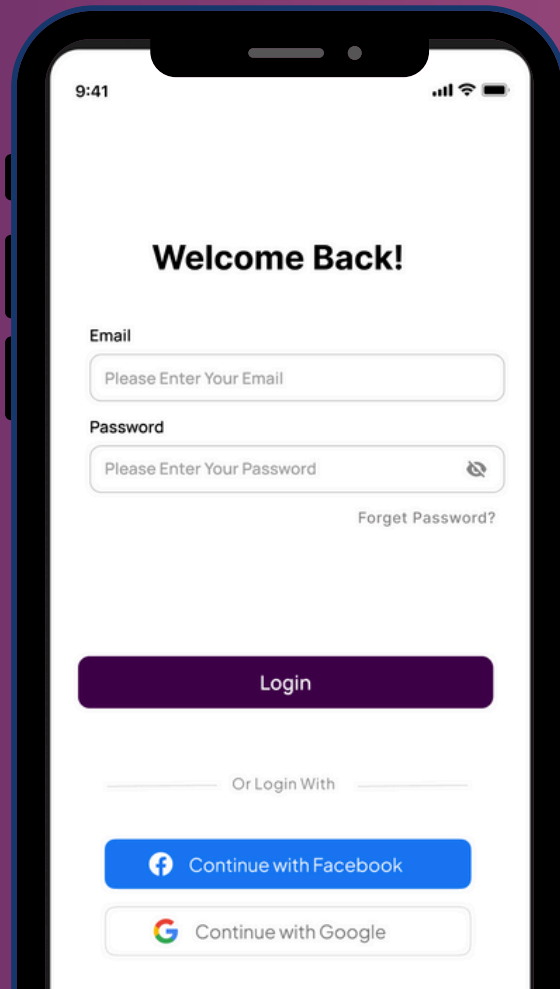 9:41
Welcome Back!
Email
Please Enter Your Email
Password
Please Enter Your Password
Forget Password?
Login
Or Login With
Continue with Facebook
Continue with Google